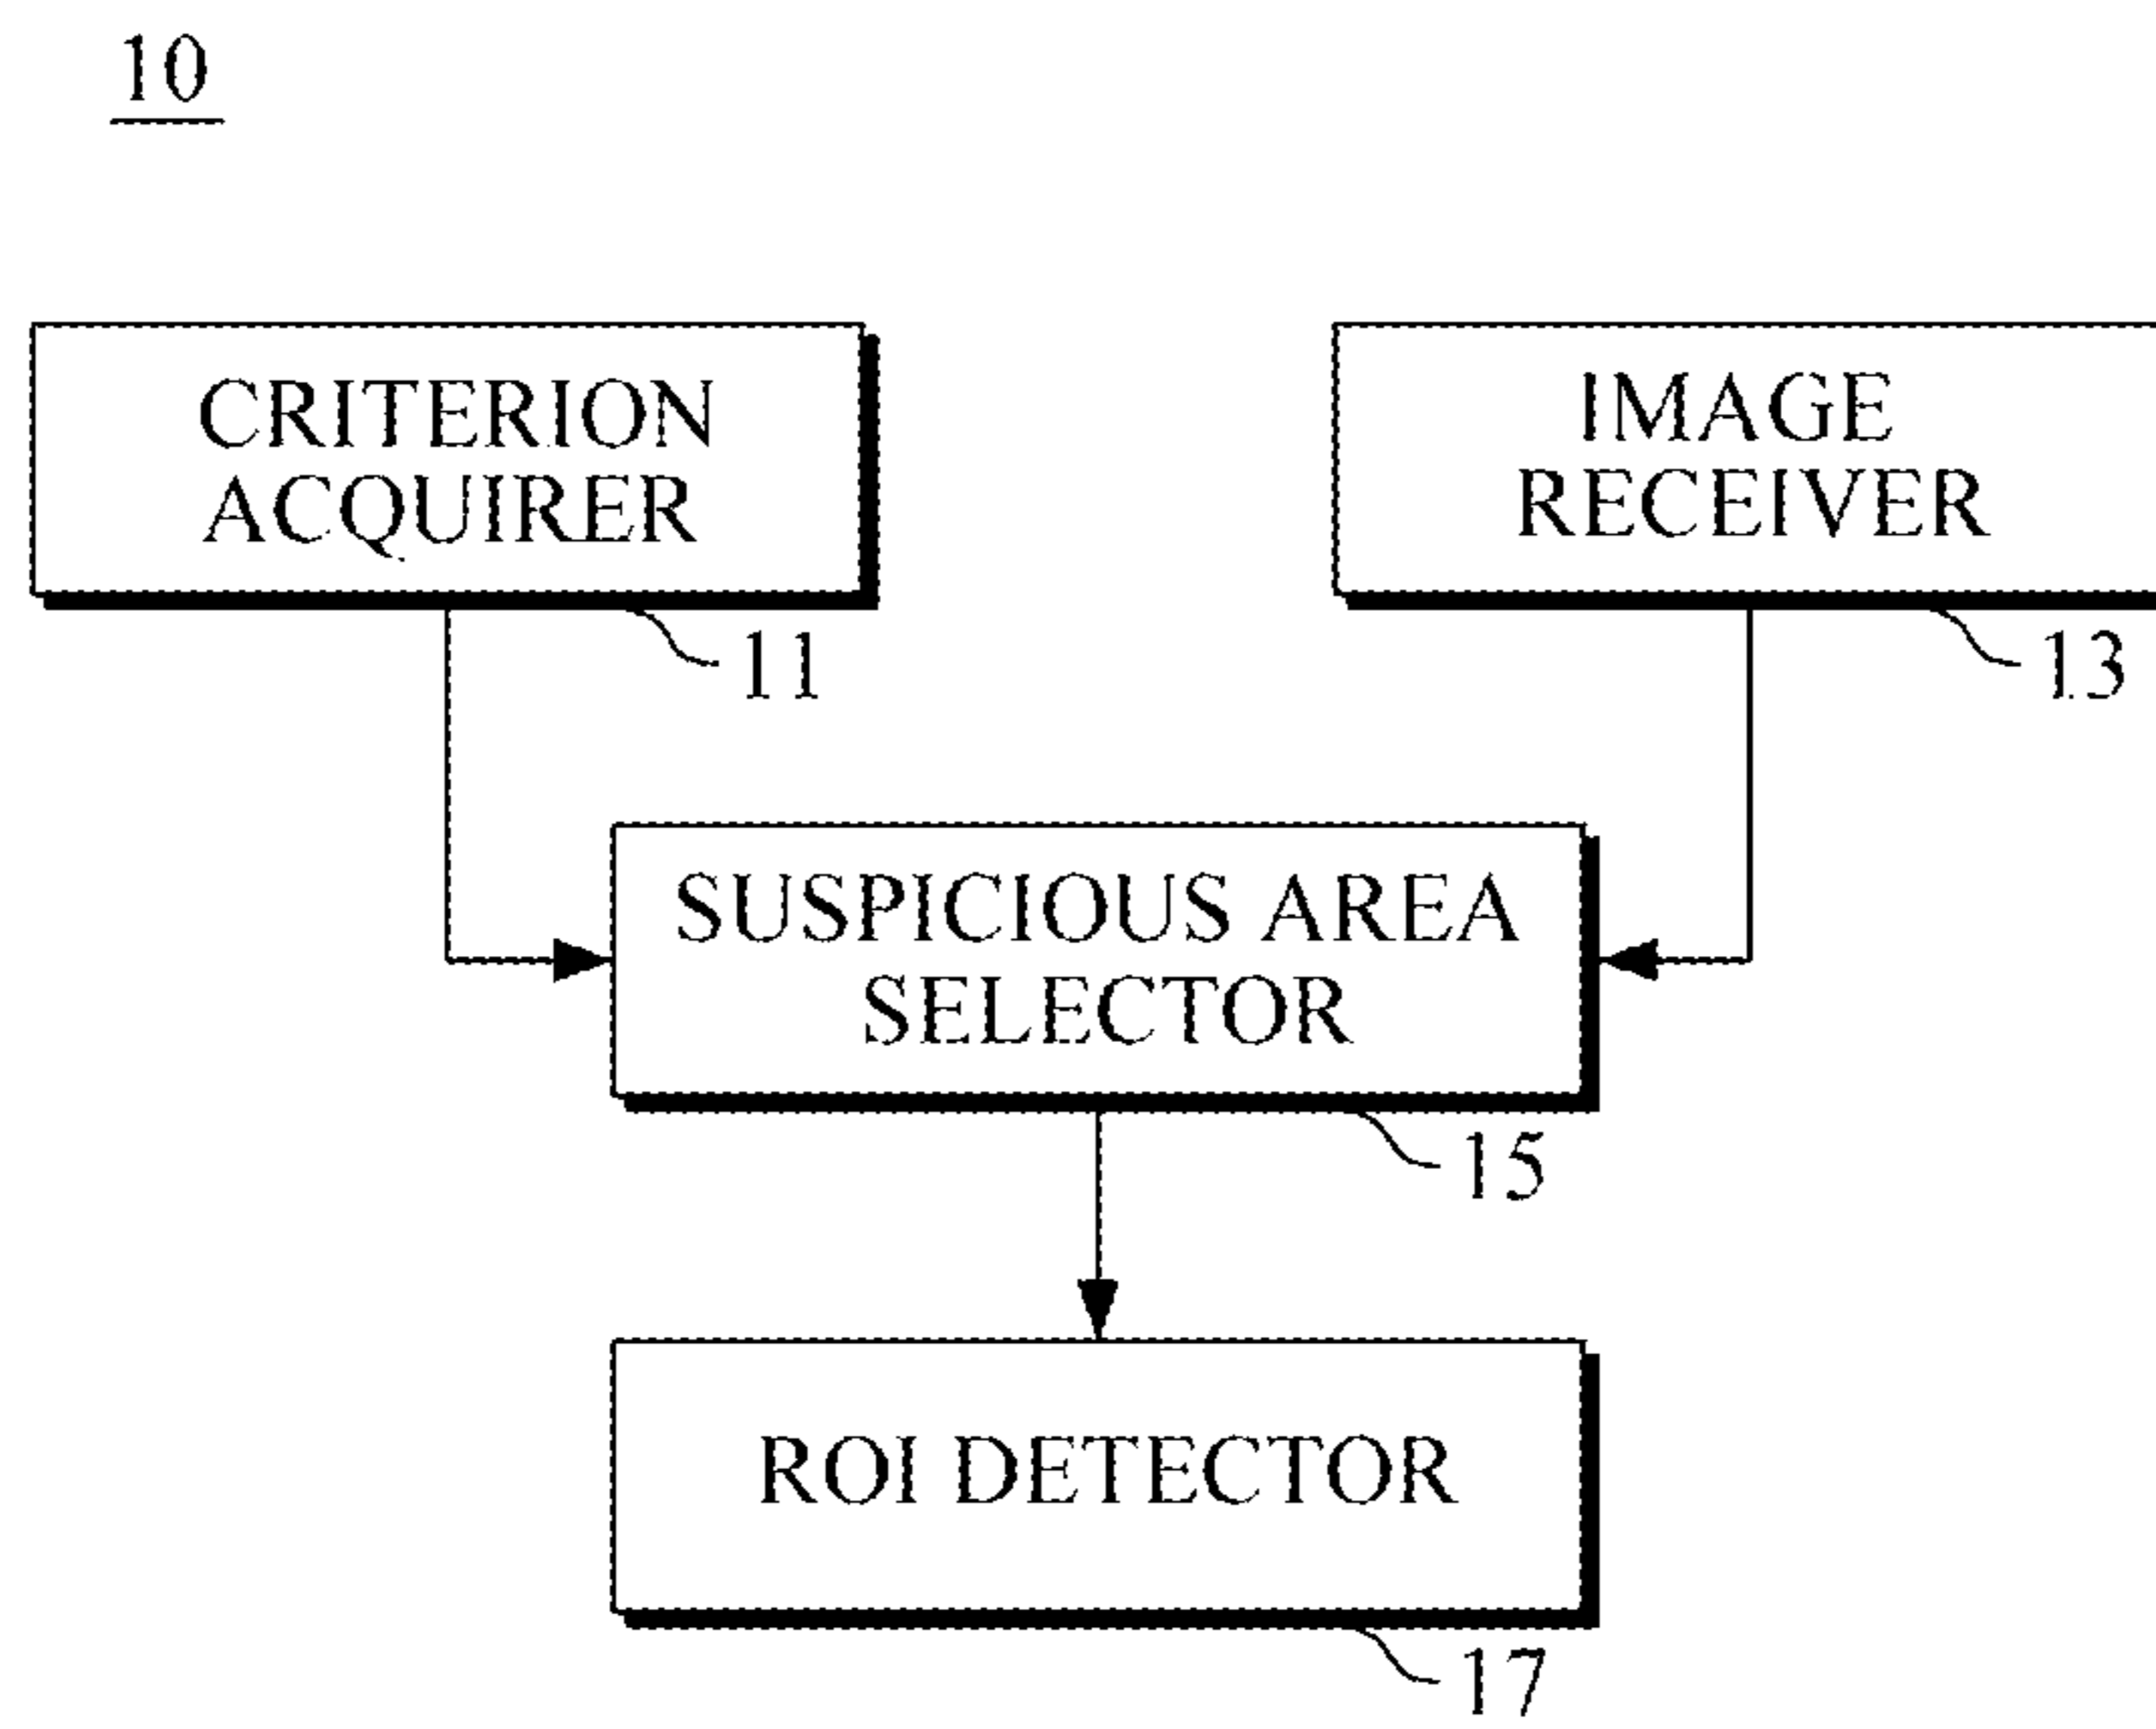 10
CRITERION
ACQUIRER
11
IMAGE
RECEIVER
13
SUSPICIOUS AREA
SELECTOR
15
ROI DETECTOR
17